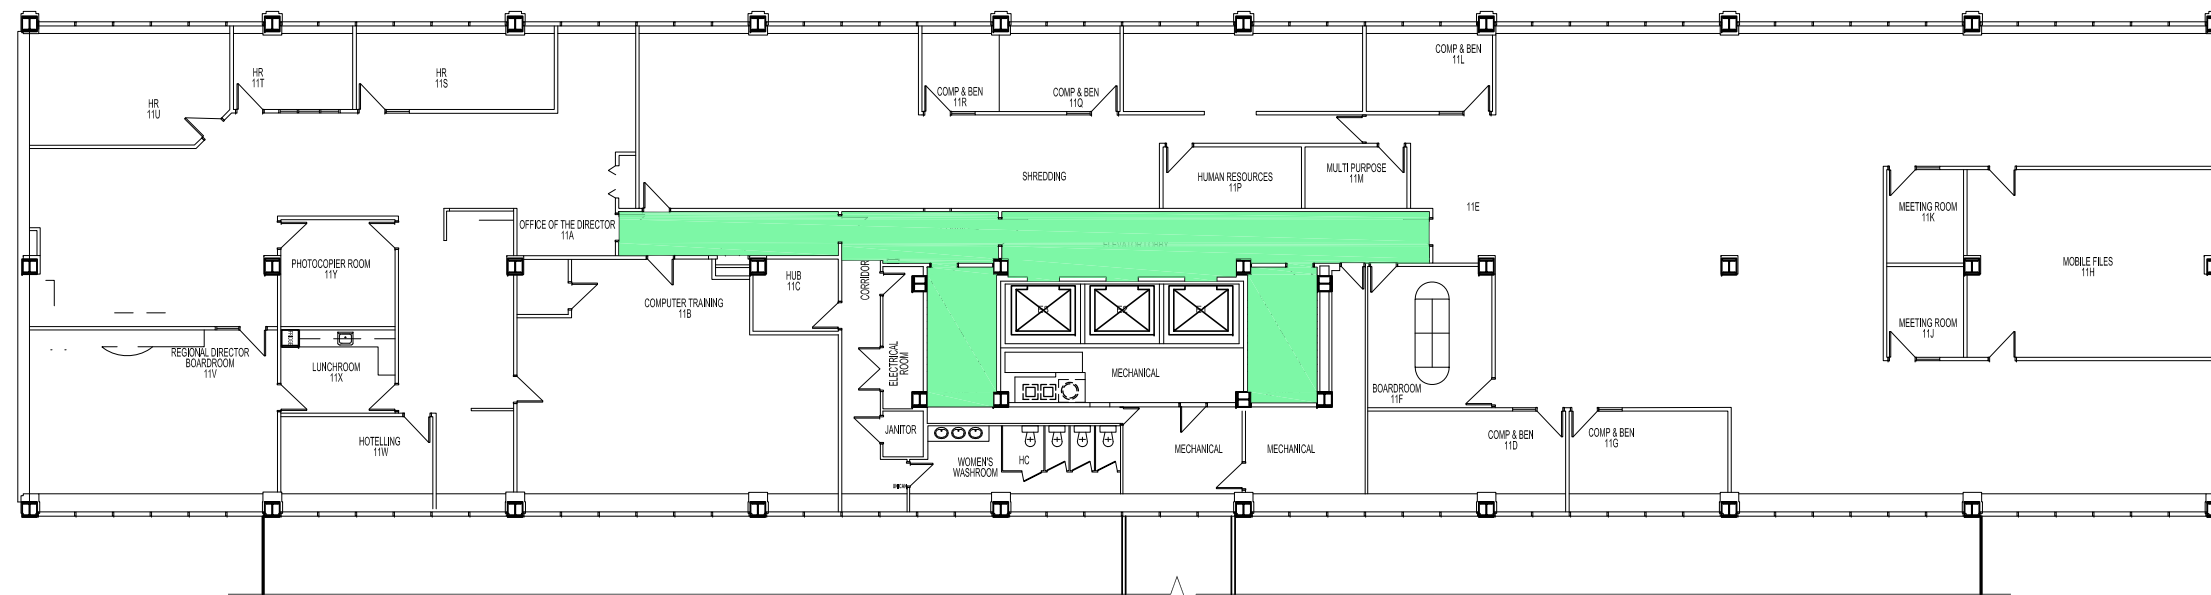 HR
11U
HR
11T
HR
11S
COMP & BEN
11R
COMP & BEN
11Q
COMP & BEN
11L
SHREDDING
HUMAN RESOURCES
11P
MULTI PURPOSE
11M
11E
MEETING ROOM
11K
OFFICE OF THE DIRECTOR
11A
ELEVATOR LOBBY
PHOTOCOPIER ROOM
11Y
HUB
11C
CORRIDOR
COMPUTER TRAINING
11B
MOBILE FILES
11H
MEETING ROOM
11J
REGIONAL DIRECTOR
BOARDROOM
11V
LUNCHROOM
11X
ELECTRICAL
ROOM
MECHANICAL
BOARDROOM
11F
JANITOR
HOTELLING
11W
WOMEN'S
WASHROOM
HC
MECHANICAL
MECHANICAL
COMP & BEN
11D
COMP & BEN
11G